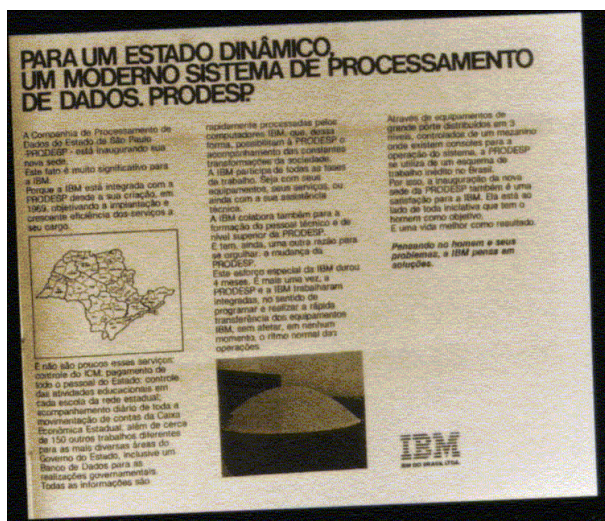 PARA UM ESTADO DINÂMICO,
UM MODERNO SISTEMA DE PROCESSAMENTO
DE DADOS. PRODESP.
A Companhia de Processamento de
Dados do Estado de São Paulo
-PRODESP - está inaugurando sua
nova sede.
Este fato é muito significativo para
a IBM.
Porque a IBM está integrada com a
PRODESP desde a sua criação, em
1969, objetivando a implantação e
crescente eficiência dos serviços a
seu cargo.
E não são poucos esses serviços:
controle do ICM; pagamento de
todo o pessoal do Estado; controle
das atividades educacionais em
cada escola da rede estadual;
acompanhamento diário de toda a
movimentação de contas da Caixa
Econômica Estadual; além de cerca
de 150 outros trabalhos diferentes
para as mais diversas áreas do
Governo do Estado, inclusive um
Banco de Dados para as
realizações governamentais.
Todas as informações são
rapidamente processadas pelos
computadores IBM, que, dessa
forma, possibilitam à PRODESP o
acompanhamento das constantes
transformações da sociedade.
A IBM participa de todas as fases
de trabalho. Seja com seus
equipamentos, seus serviços, ou
ainda com a sua assistência
técnica.
A IBM colabora também para a
formação do pessoal técnico e de
nível superior da PRODESP.
E tem, ainda, uma outra razão para
se orgulhar: a mudança da
PRODESP.
Este esforço especial da IBM durou
4 meses. E mais uma vez, a
PRODESP e a IBM trabalharam
integradas, no sentido de
programar e realizar a rápida
transferência dos equipamentos
IBM, sem afetar, em nenhum
momento, o ritmo normal das
operações.
Através de equipamentos de
grande porte distribuídos em 3
níveis, controlados de um mezanino
onde existem consoles para a
operação do sistema, a PRODESP
se utiliza de um esquema de
trabalho inédito no Brasil.
Por isso, a inauguração da nova
sede da PRODESP também é uma
satisfação para a IBM. Ela está ao
lado de toda iniciativa que tem o
homem como objetivo,
E uma vida melhor como resultado.
Pensando no homem e seus
problemas, a IBM pensa em
soluções.
IBM
IBM DO BRASIL LTDA.